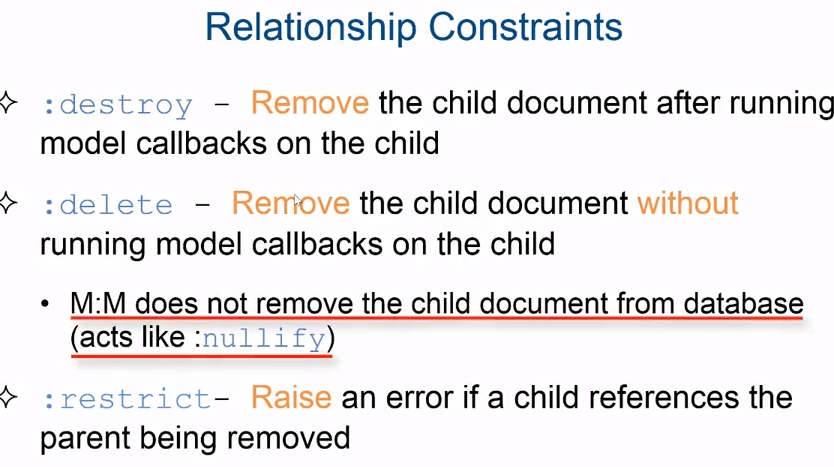 Relationship Constraints
✧ :destroy – Remove the child document after running
model callbacks on the child
✧ :delete – Remove the child document without
running model callbacks on the child
• M:M does not remove the child document from database
(acts like :nullify)
✧ :restrict– Raise an error if a child references the
parent being removed